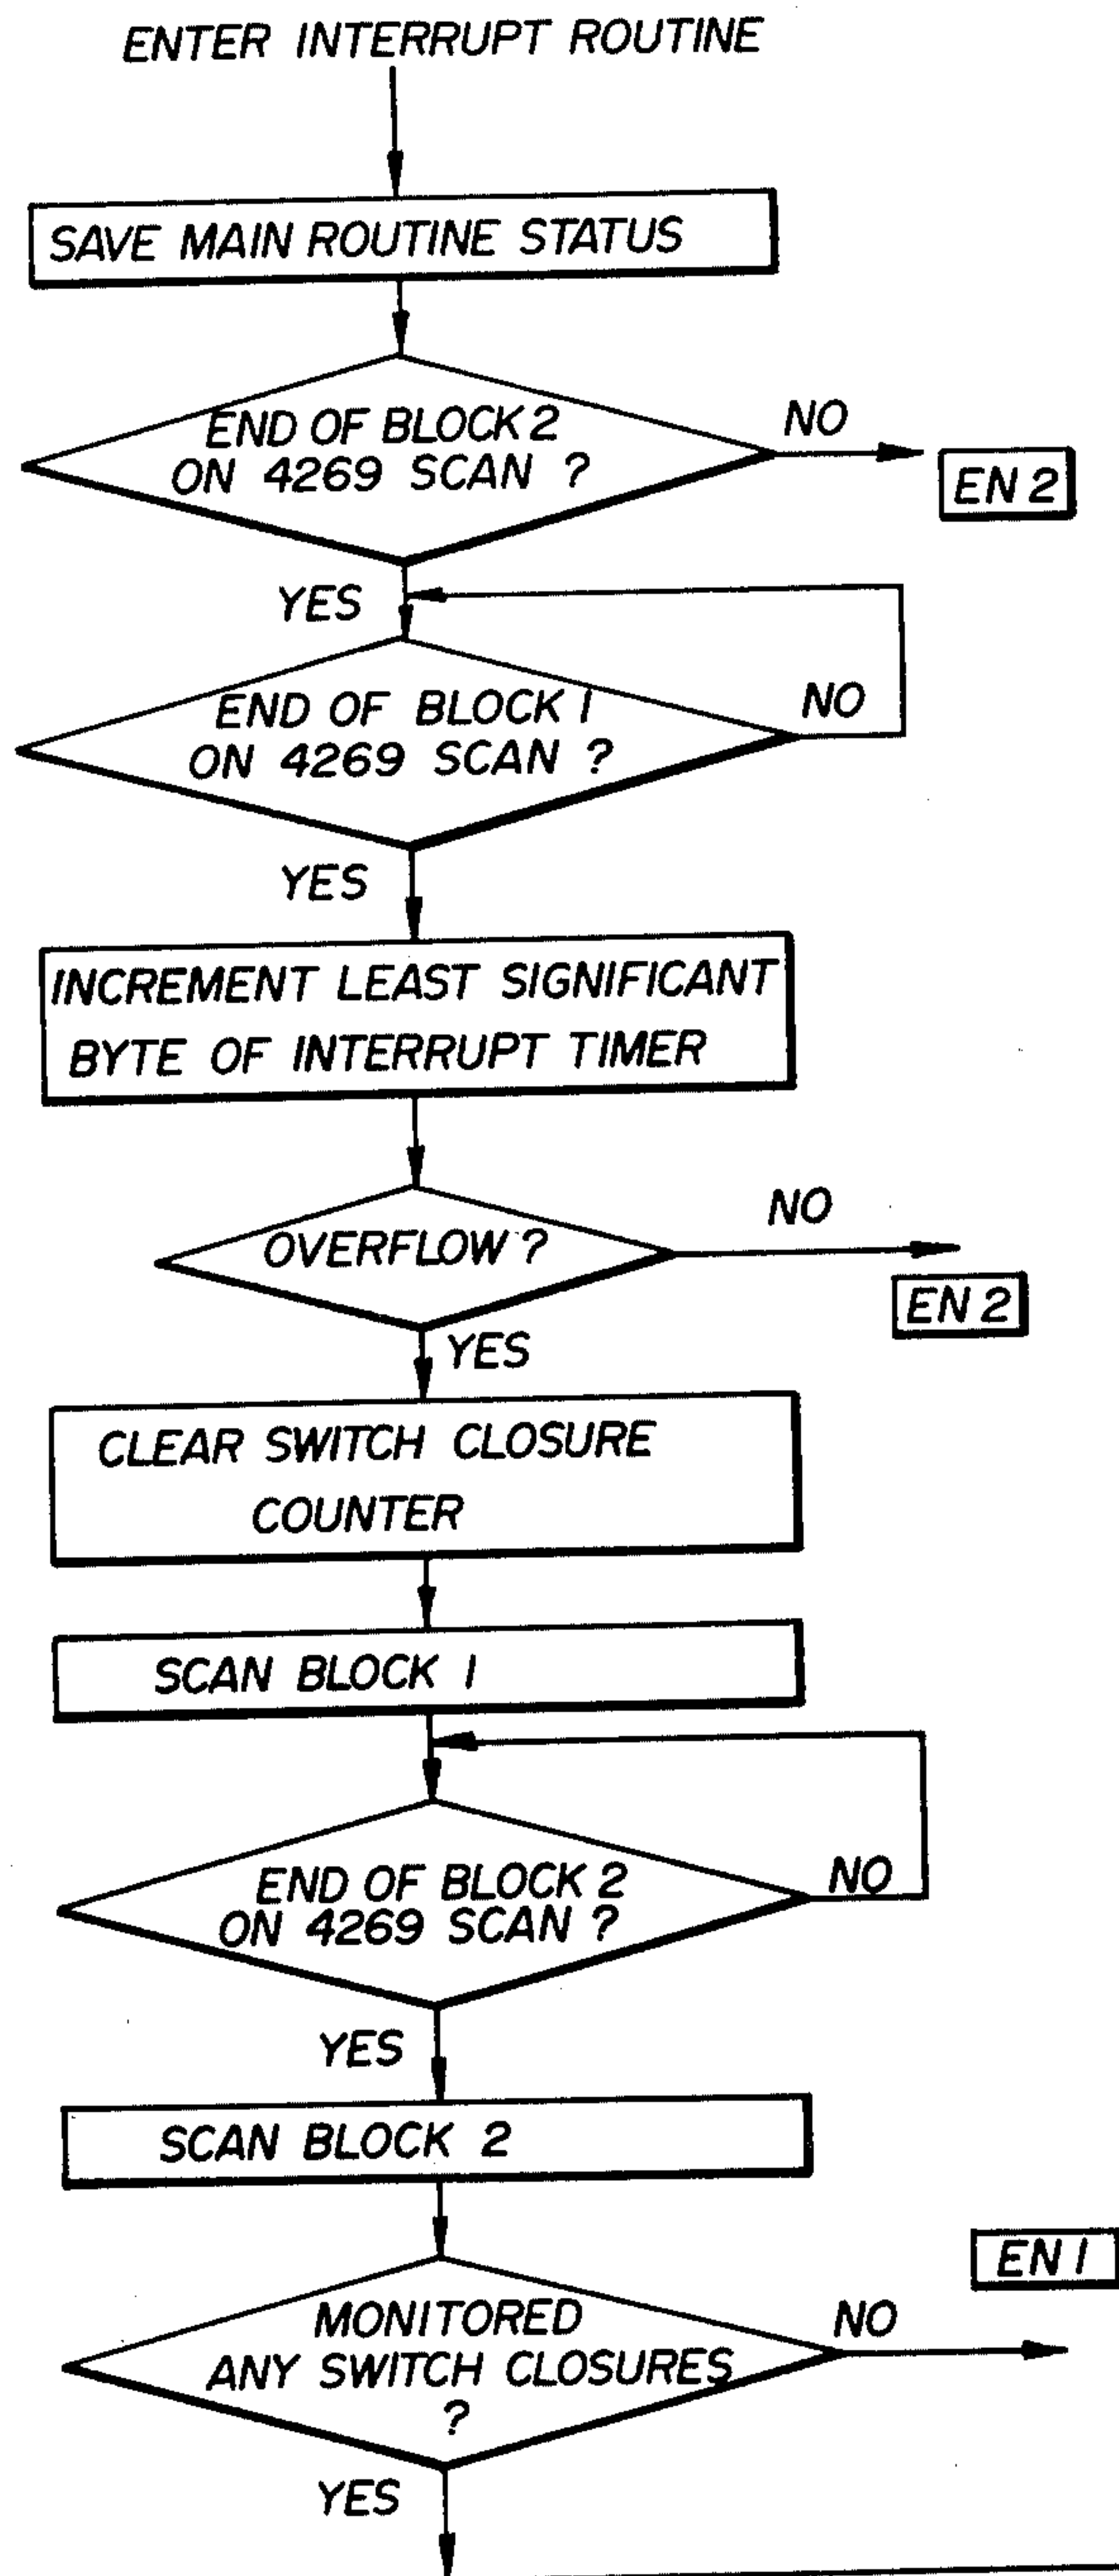 ENTER INTERRUPT ROUTINE
SAVE MAIN ROUTINE STATUS
END OF BLOCK 2
ON 4269 SCAN ?
NO
EN 2
YES
END OF BLOCK 1
ON 4269 SCAN ?
NO
YES
INCREMENT LEAST SIGNIFICANT
BYTE OF INTERRUPT TIMER
OVERFLOW ?
NO
EN 2
YES
CLEAR SWITCH CLOSURE
COUNTER
SCAN BLOCK 1
END OF BLOCK 2
ON 4269 SCAN ?
NO
YES
SCAN BLOCK 2
EN 1
MONITORED
ANY SWITCH CLOSURES
?
NO
YES